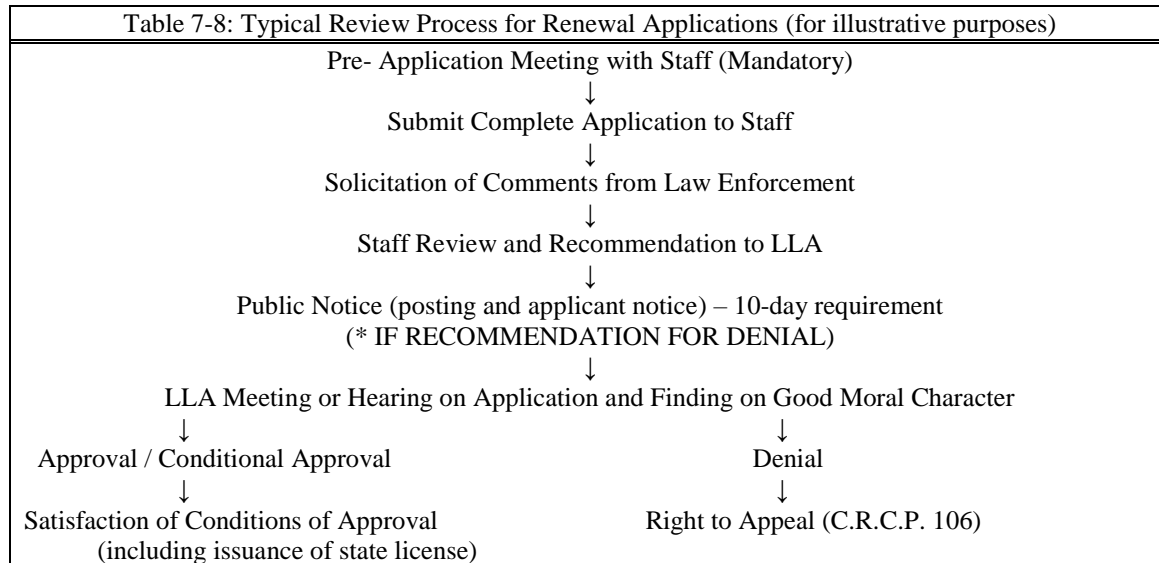 Table 7-8: Typical Review Process for Renewal Applications (for illustrative purposes)
Pre- Application Meeting with Staff (Mandatory)
↓
Submit Complete Application to Staff
↓
Solicitation of Comments from Law Enforcement
↓
Staff Review and Recommendation to LLA
↓
Public Notice (posting and applicant notice) – 10-day requirement
(* IF RECOMMENDATION FOR DENIAL)
↓
LLA Meeting or Hearing on Application and Finding on Good Moral Character
↓ ↓
Approval / Conditional Approval Denial
↓ ↓
Satisfaction of Conditions of Approval Right to Appeal (C.R.C.P. 106)
(including issuance of state license)